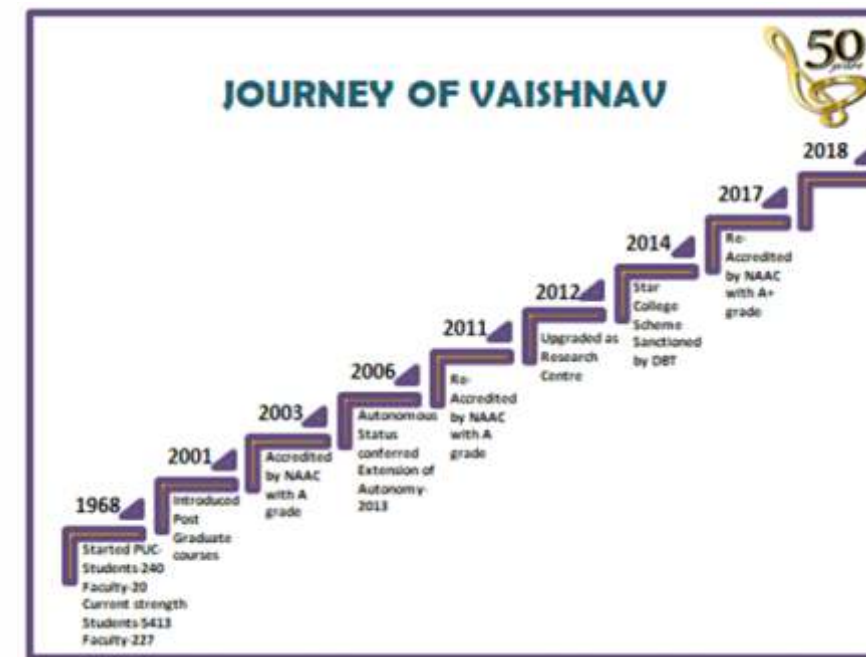 50
years
JOURNEY OF VAISHNAV
1968
Started PUC-
Students-240
Faculty-20
Current strength
Students-5413
Faculty-227
2001
Introduced
Post
Graduate
courses
2003
Accredited
by NAAC
with A
grade
2006
Autonomous
Status
conferred
Extension of
Autonomy-
2013
2011
Re-
Accredited
by NAAC
with A
grade
2012
Upgraded as
Research
Centre
2014
Star
College
Scheme
Sanctioned
by DBT
2017
Re-
Accredited
by NAAC
with A+
grade
2018